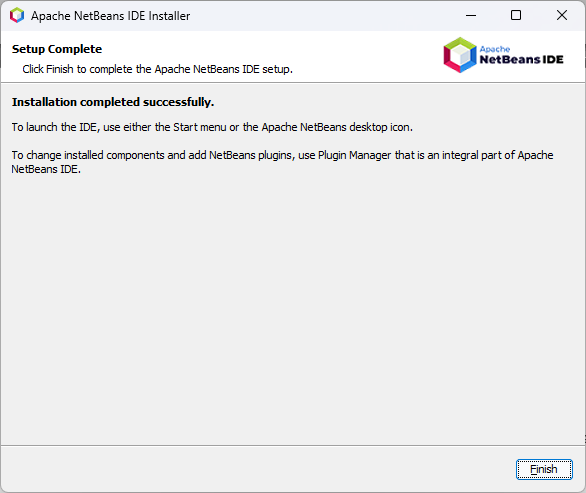 Apache NetBeans IDE Installer
Setup Complete
Click Finish to complete the Apache NetBeans IDE setup.
Apache
NetBeans IDE
Installation completed successfully.
To launch the IDE, use either the Start menu or the Apache NetBeans desktop icon.
To change installed components and add NetBeans plugins, use Plugin Manager that is an integral part of Apache
NetBeans IDE.
Finish